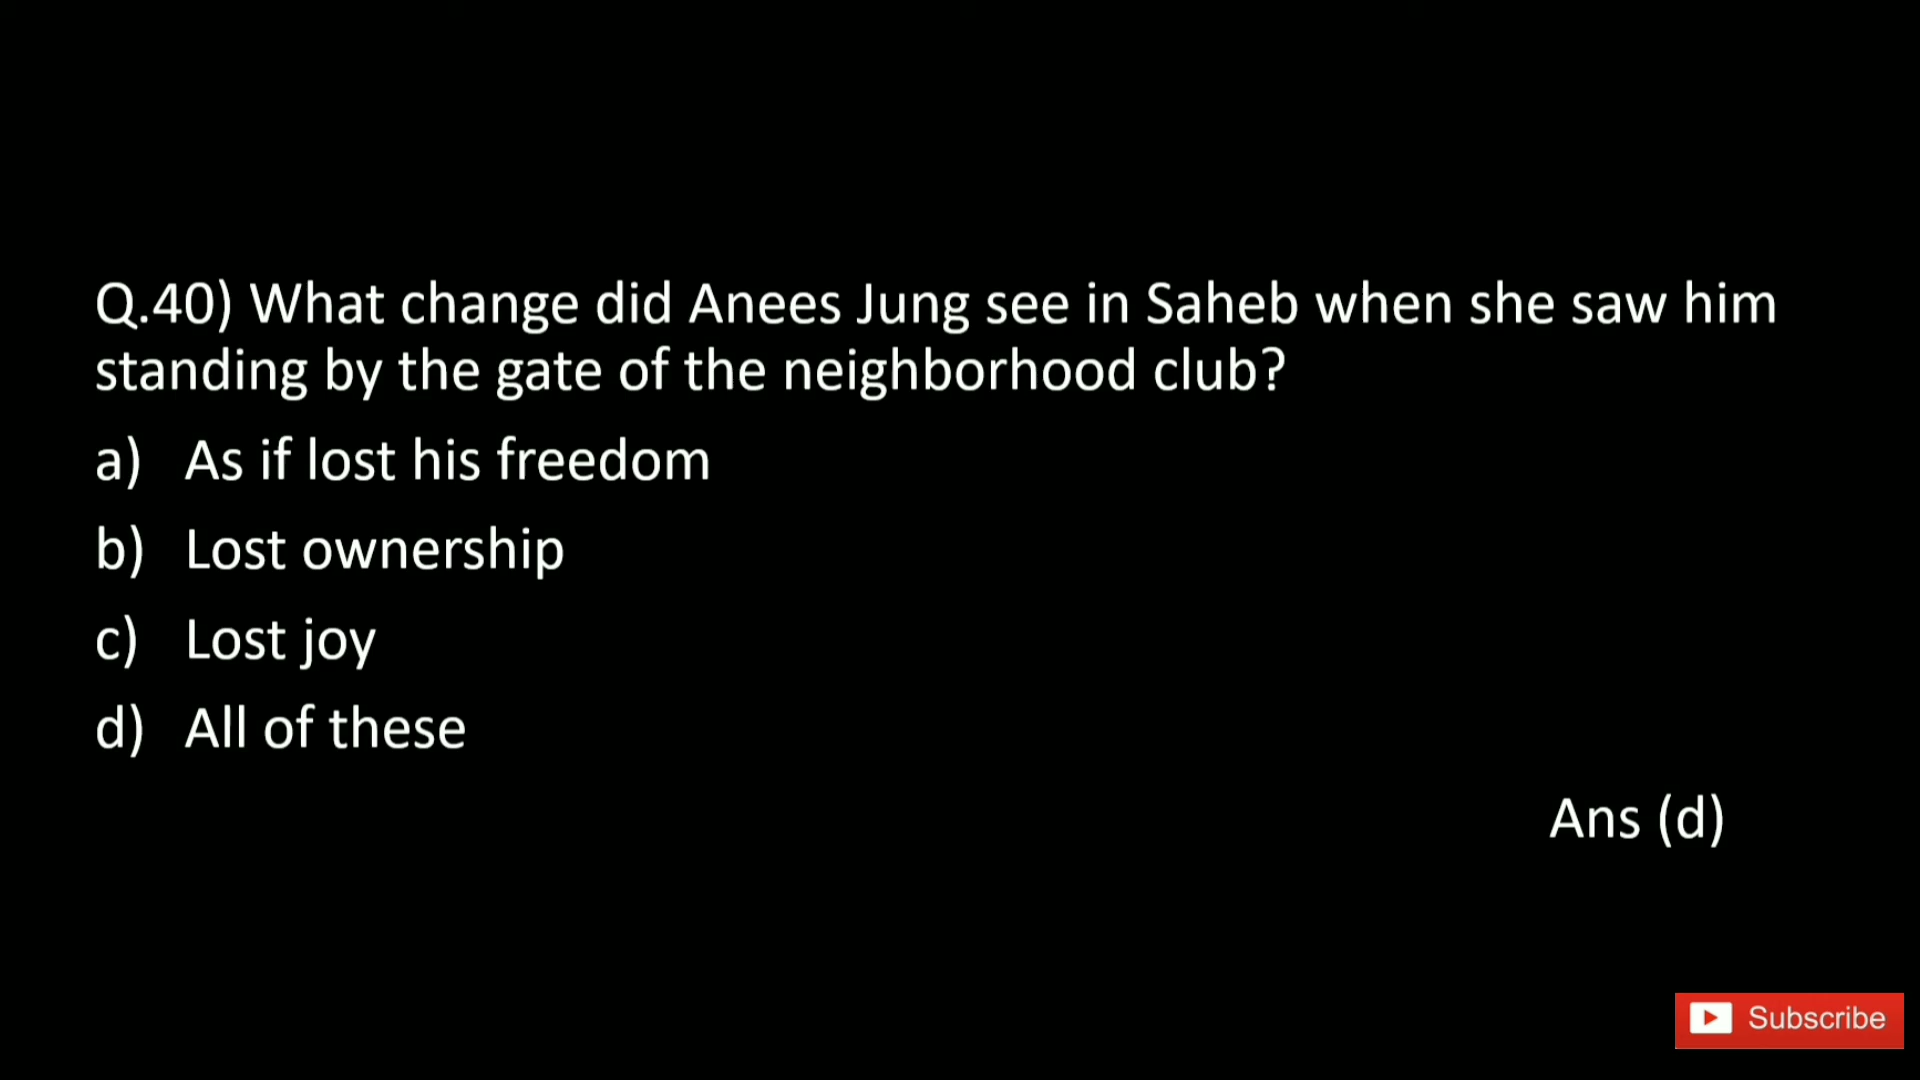 Q.40) What change did Anees Jung see in Saheb when she saw him
standing by the gate of the neighborhood club?
a) As if lost his freedom
b) Lost ownership
c) Lost joy
d) All of these
Ans (d)
Subscribe